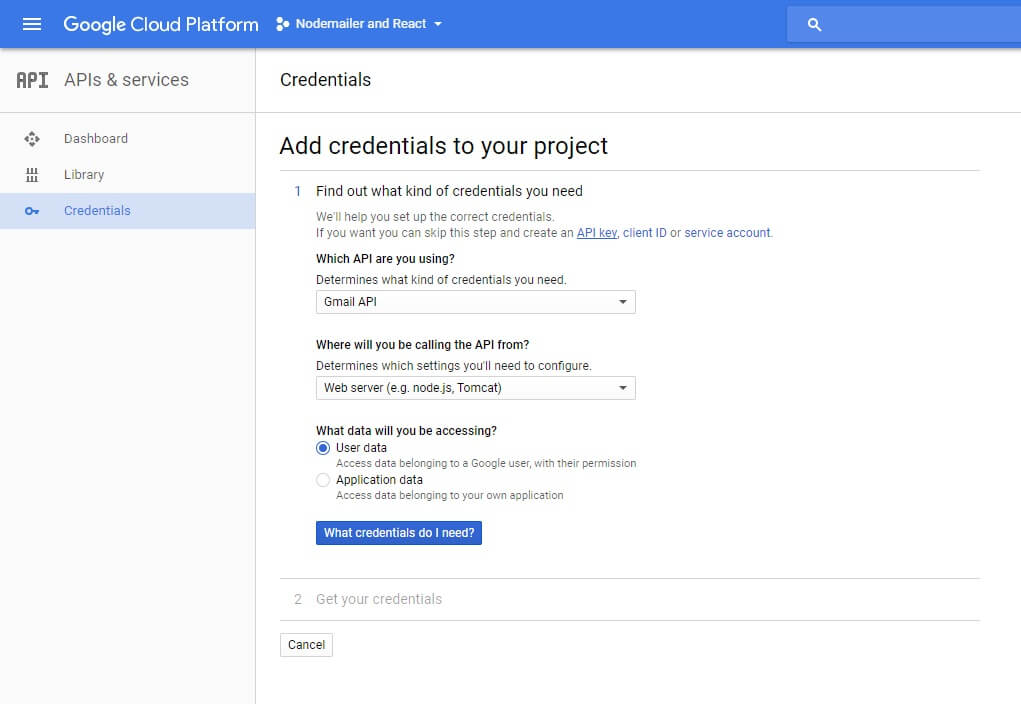 Google Cloud Platform
Nodemailer and React
API
APIs & services
Credentials
Dashboard
Library
Credentials
Add credentials to your project
1 Find out what kind of credentials you need
We'll help you set up the correct credentials.
If you want you can skip this step and create an API key, client ID or service account.
Which API are you using?
Determines what kind of credentials you need.
Gmail API
Where will you be calling the API from?
Determines which settings you'll need to configure.
Web server (e.g. node.js, Tomcat)
What data will you be accessing?
User data
Access data belonging to a Google user, with their permission
Application data
Access data belonging to your own application
What credentials do I need?
2 Get your credentials
Cancel